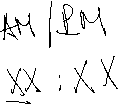 AM / PM
XX : XX